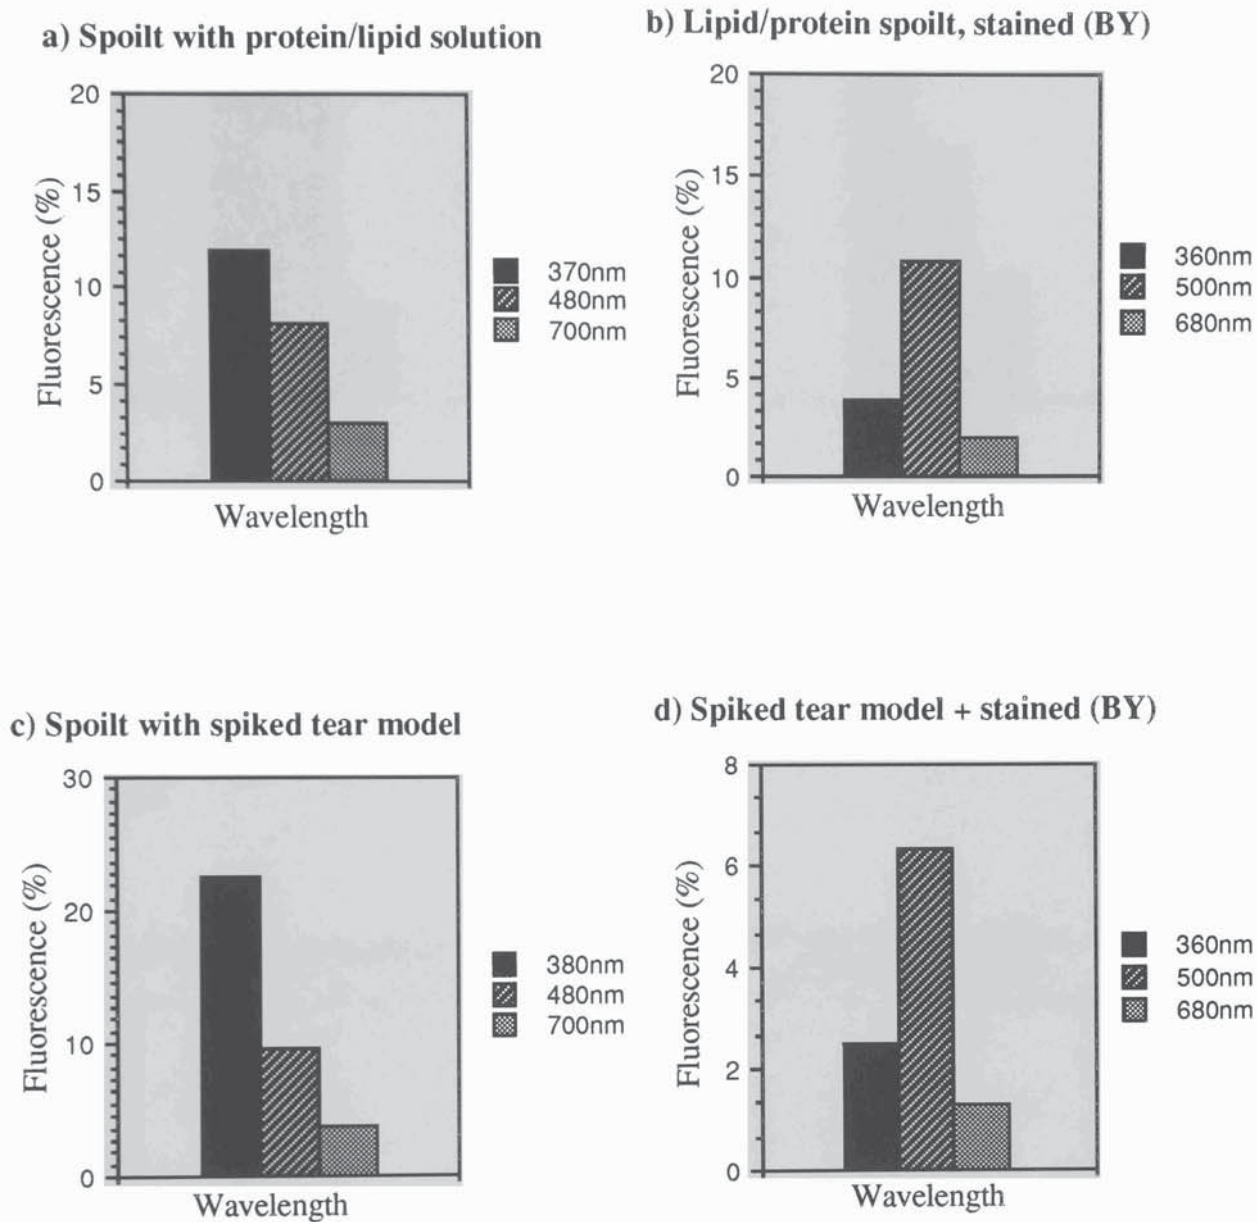 a) Spoilt with protein/lipid solution
20
15
10
5
0
Fluorescence (%)
Wavelength
370nm
480nm
700nm
b) Lipid/protein spoilt, stained (BY)
20
15
10
5
0
Fluorescence (%)
Wavelength
360nm
500nm
680nm
c) Spoilt with spiked tear model
30
20
10
0
Fluorescence (%)
Wavelength
380nm
480nm
700nm
d) Spiked tear model + stained (BY)
8
6
4
2
0
Fluorescence (%)
Wavelength
360nm
500nm
680nm